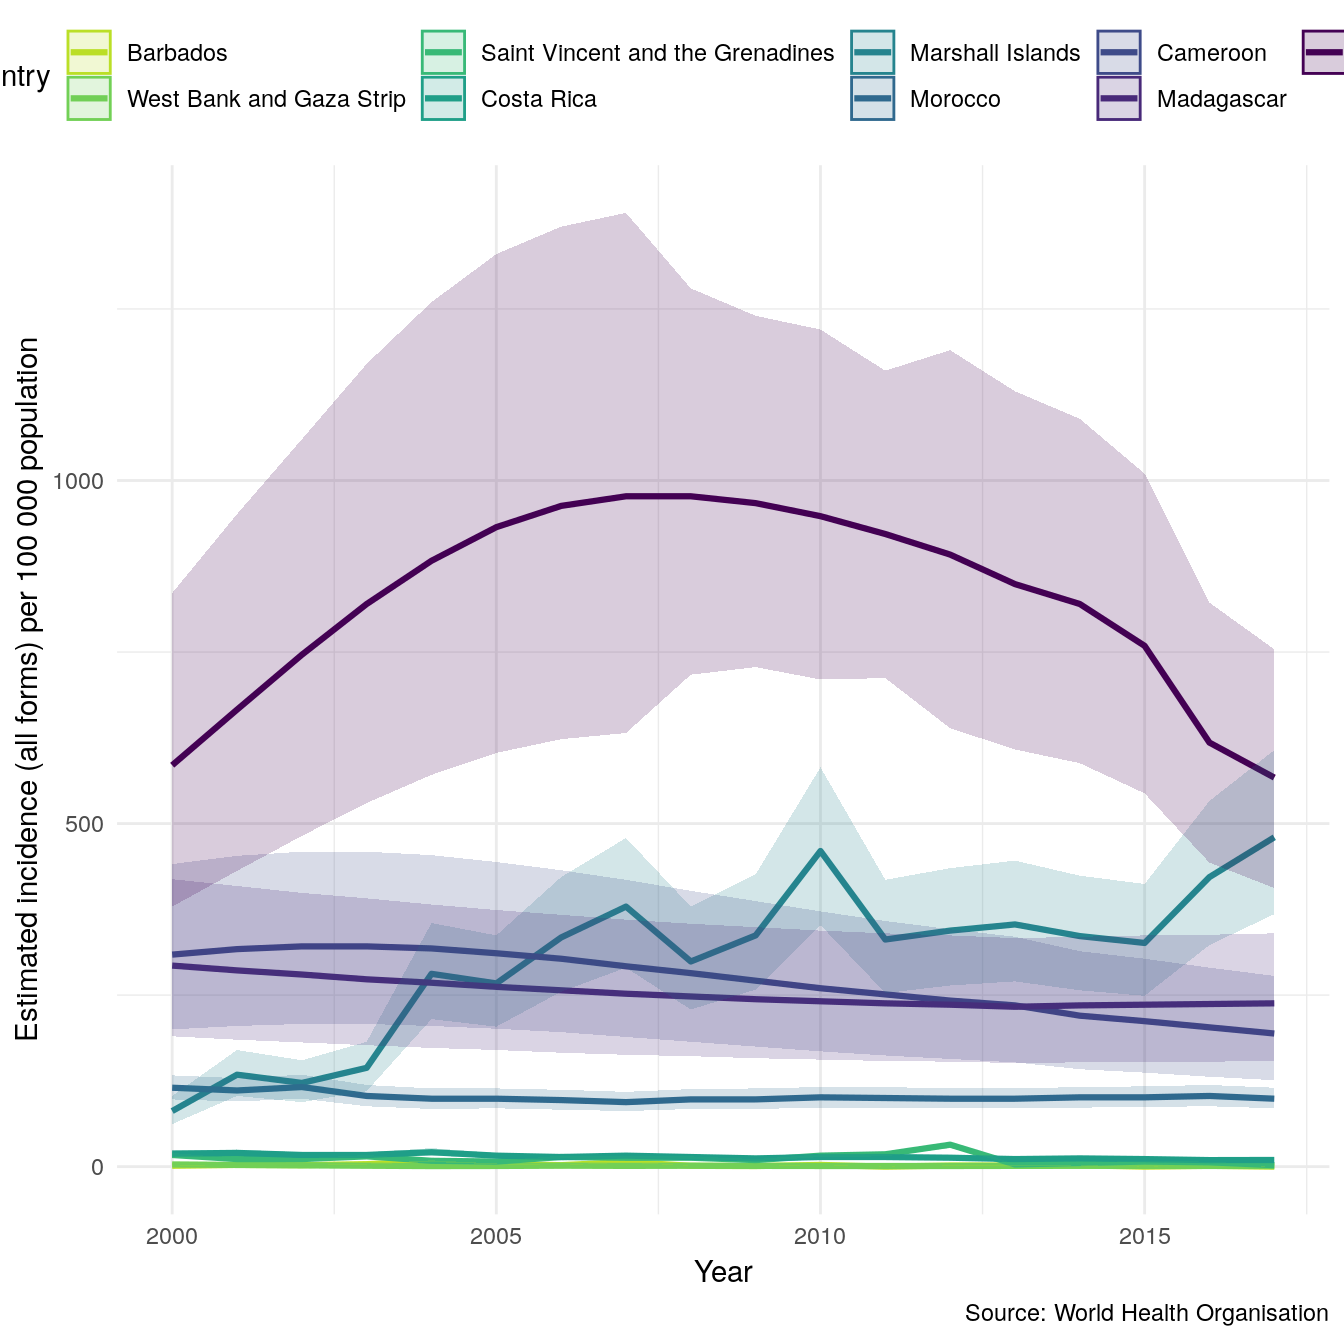 ntry
Barbados
West Bank and Gaza Strip
Saint Vincent and the Grenadines
Costa Rica
Marshall Islands
Morocco
Cameroon
Madagascar
Estimated incidence (all forms) per 100 000 population
1000
500
0
2000 2005 2010 2015
Year
Source: World Health Organisation